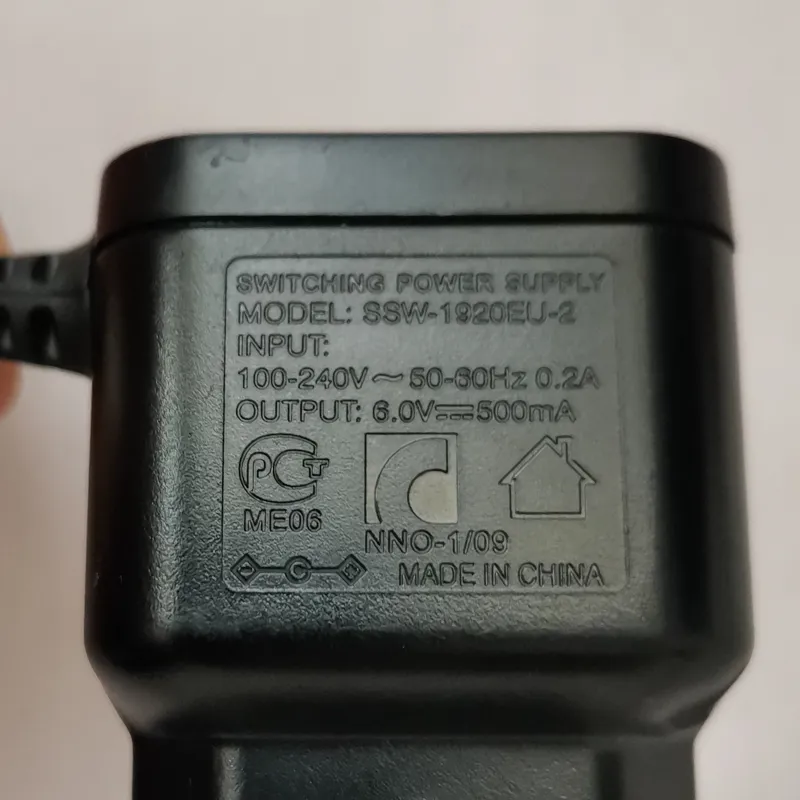 SWITCHING POWER SUPPLY
MODEL: SSW-1920EU-2
INPUT:
100-240V~50-60Hz 0.2A
OUTPUT: 6.0V⎓500mA
PCT
ME06
NNO-1/09
MADE IN CHINA